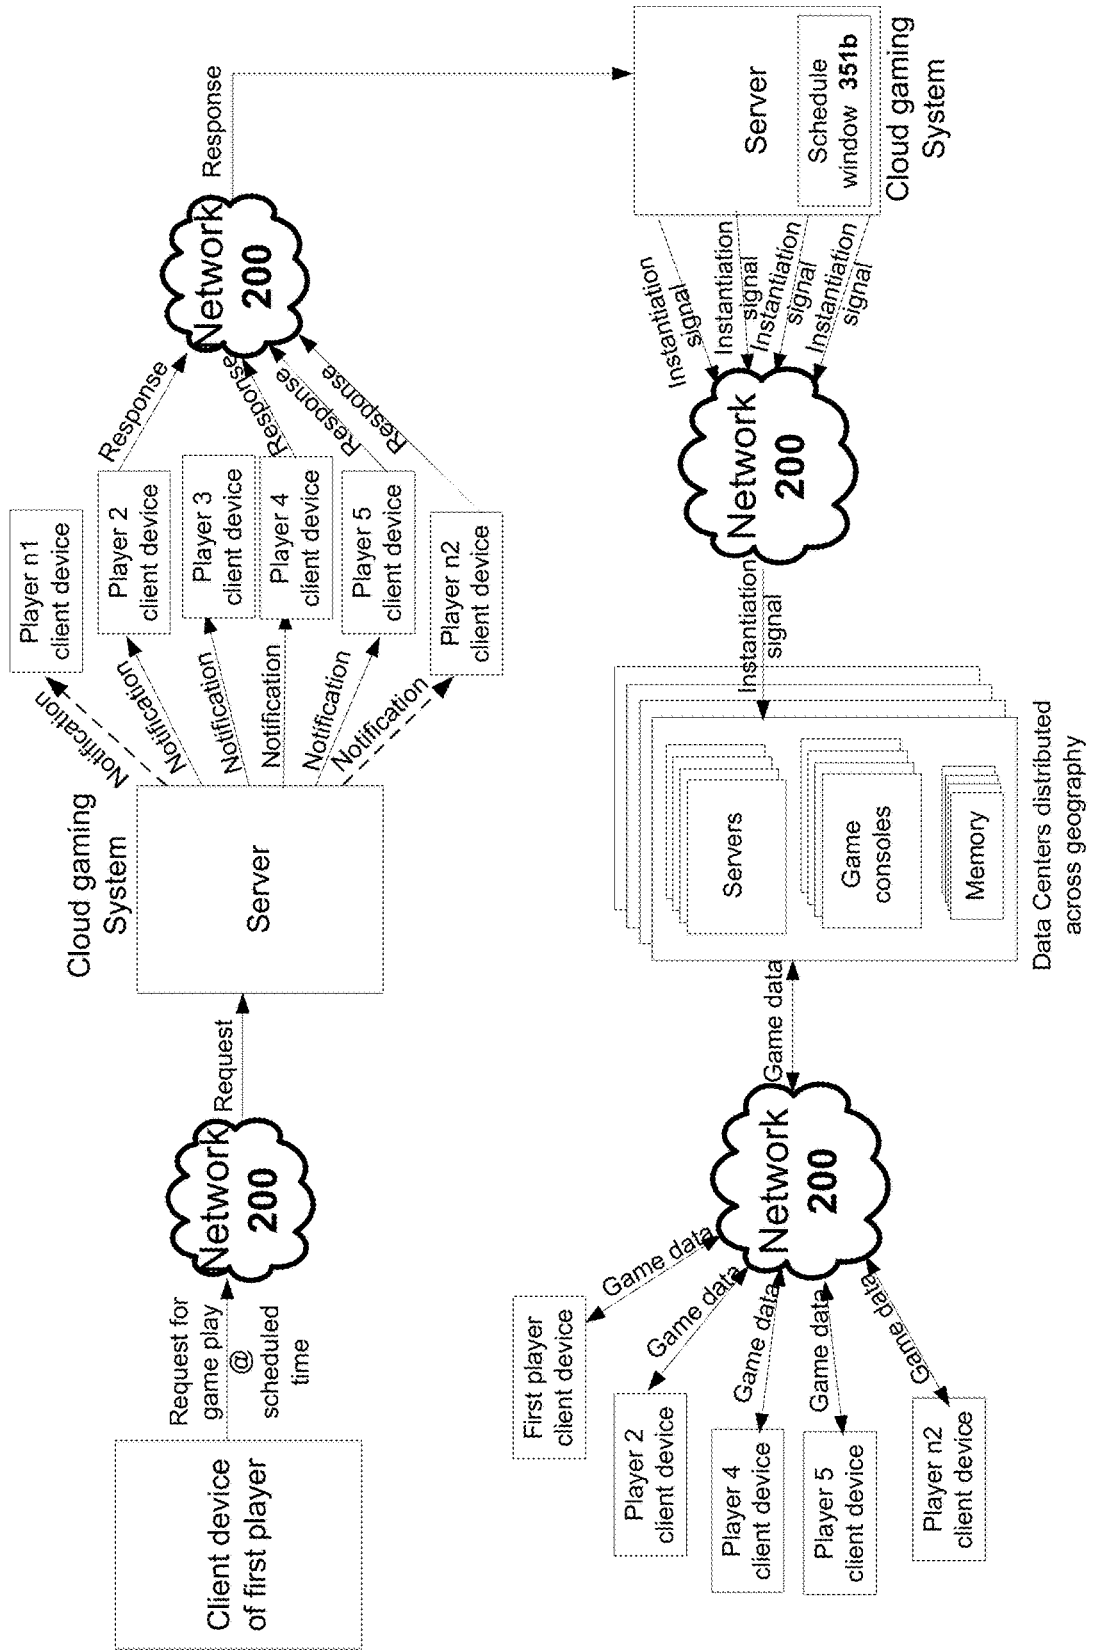 Client device
of first player
Request for
game play
@
scheduled
time
Network
200
Request
Cloud gaming
System
Server
Notification
Notification
Notification
Notification
Notification
Notification
Player n1
client device
Player 2
client device
Player 3
client device
Player 4
client device
Player 5
client device
Player n2
client device
Response
Response
Response
Response
Network
200
Response
Server
Schedule
window 351b
Cloud gaming
System
Instantiation
signal
Instantiation
signal
Instantiation
signal
Instantiation
signal
Network
200
Instantiation
signal
Servers
Game
consoles
Memory
Data Centers distributed
across geography
Game data
Network
200
Game data
Game data
Game data
Game data
Game data
First player
client device
Player 2
client device
Player 4
client device
Player 5
client device
Player n2
client device